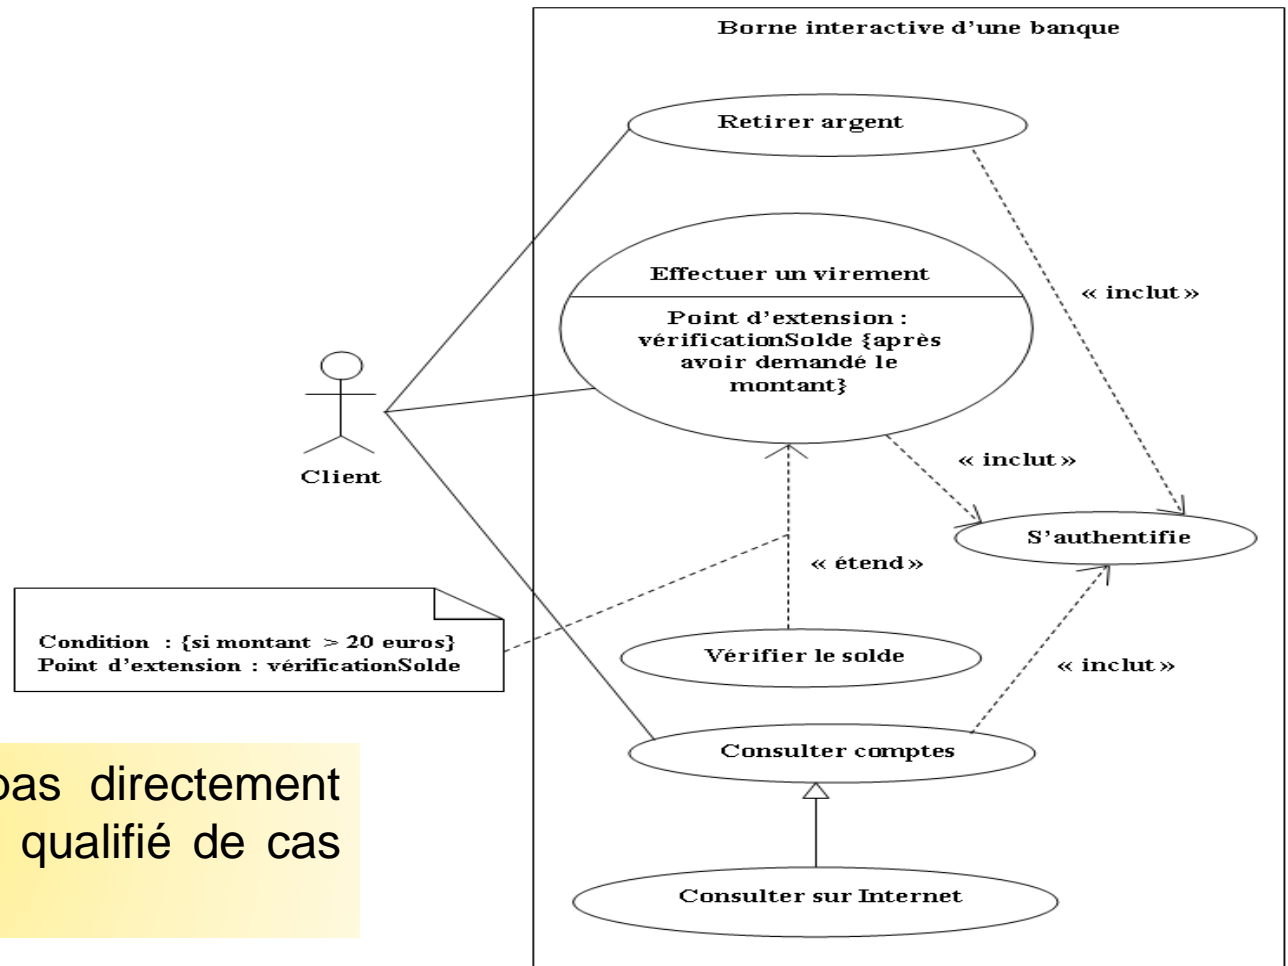 Borne interactive d'une banque
Retirer argent
Effectuer un virement
Point d'extension :
vérificationSolde {après
avoir demandé le
montant}
« inclut »
« inclut »
Client
S'authentifie
« étend »
Condition : {si montant > 20 euros}
Point d'extension : vérificationSolde
Vérifier le solde
« inclut »
Consulter comptes
pas directement
qualifié de cas
Consulter sur Internet